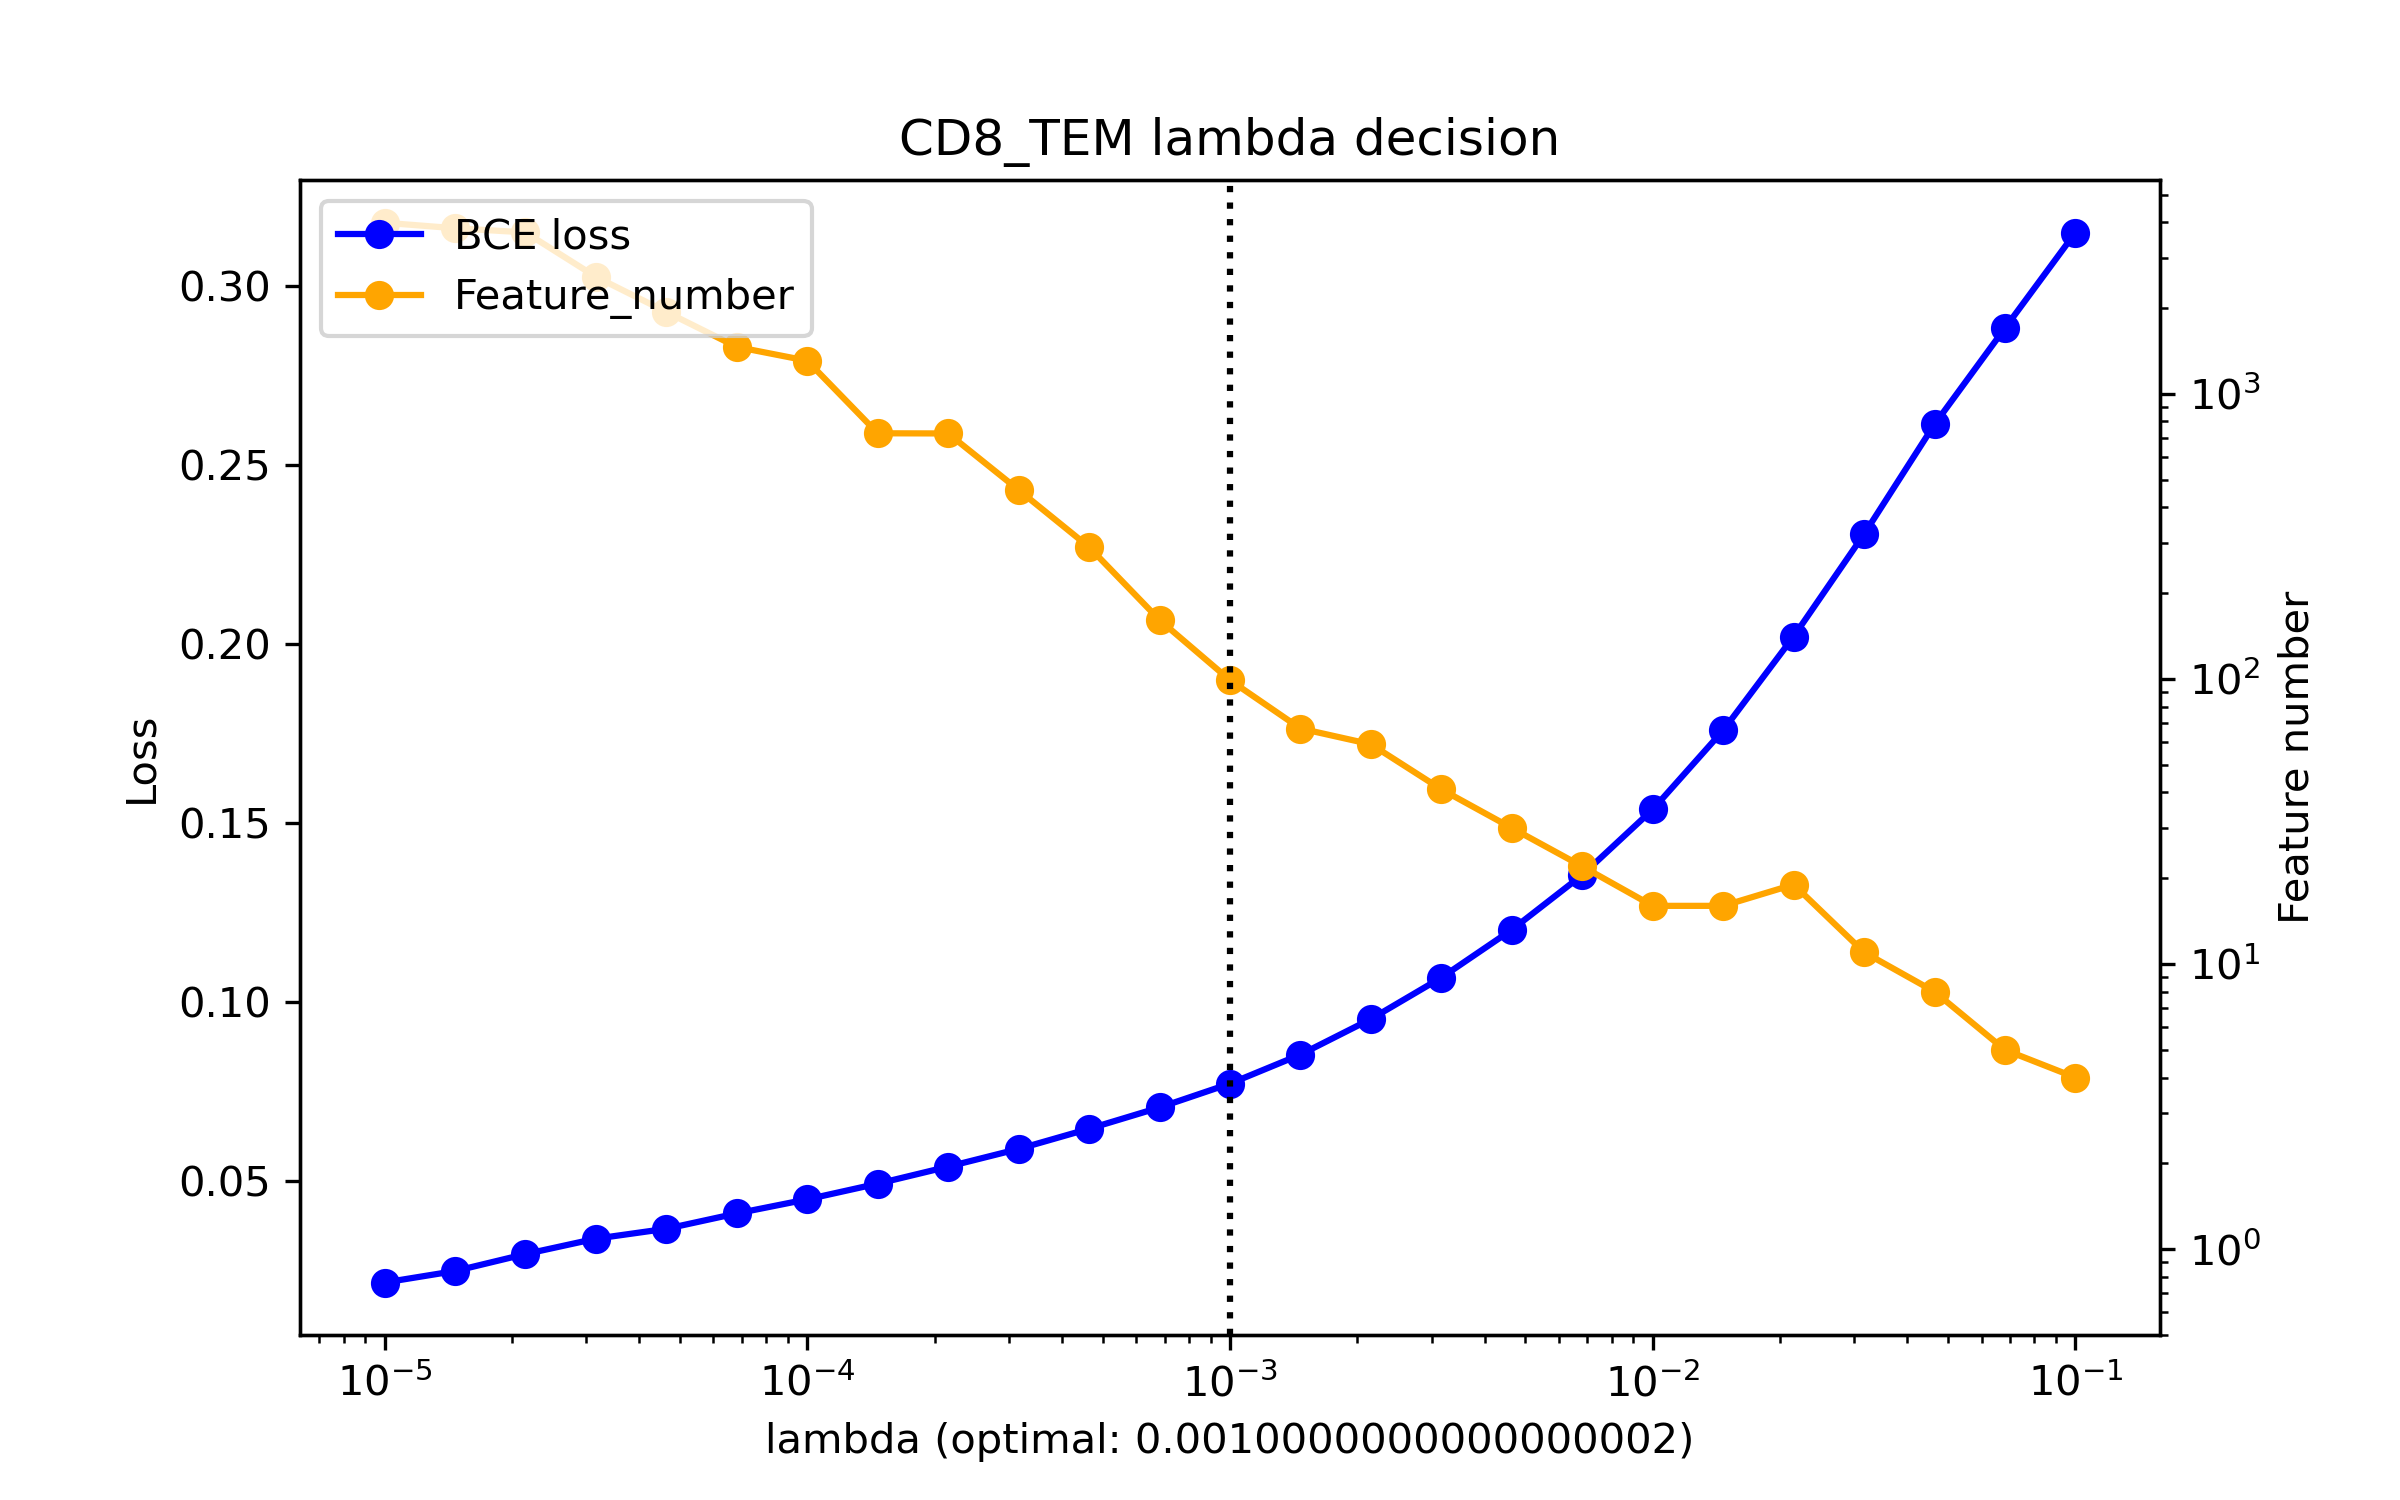 CD8_TEM lambda decision
BCE loss
Feature_number
0.30
0.25
0.20
0.15
0.10
0.05
Loss
10³
10²
10¹
10⁰
Feature number
10⁻⁵
10⁻⁴
10⁻³
10⁻²
10⁻¹
lambda (optimal: 0.0010000000000000002)